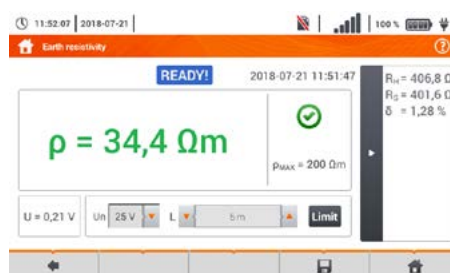 11:52:07 2018-07-21 100 %
Earth resistivity
READY! 2018-07-21 11:51:47
ρ = 34,4 Ωm
ρMAX = 200 Ωm
RH = 406,8 Ω
RS = 401,6 Ω
δ = 1,28 %
U = 0,21 V Un 25 V L 5 m Limit